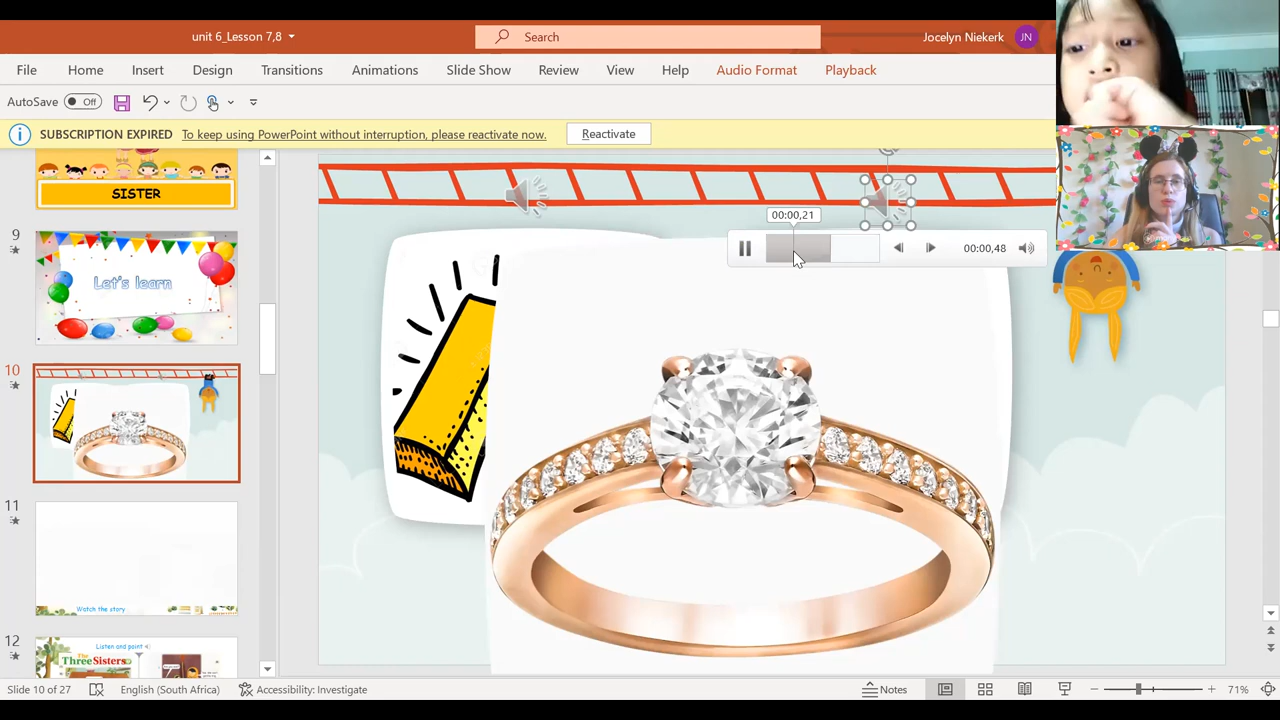 unit 6_Lesson 7,8
Search
Jocelyn Niekerk JN
File Home Insert Design Transitions Animations Slide Show Review View Help Audio Format Playback
AutoSave Off
SUBSCRIPTION EXPIRED To keep using PowerPoint without interruption, please reactivate now. Reactivate
SISTER
9
Let's learn
10
11
Watch the story
12
Listen and point
The
Three Sisters
00:00,21
00:00,48
Slide 10 of 27 English (South Africa) Accessibility: Investigate Notes 71%